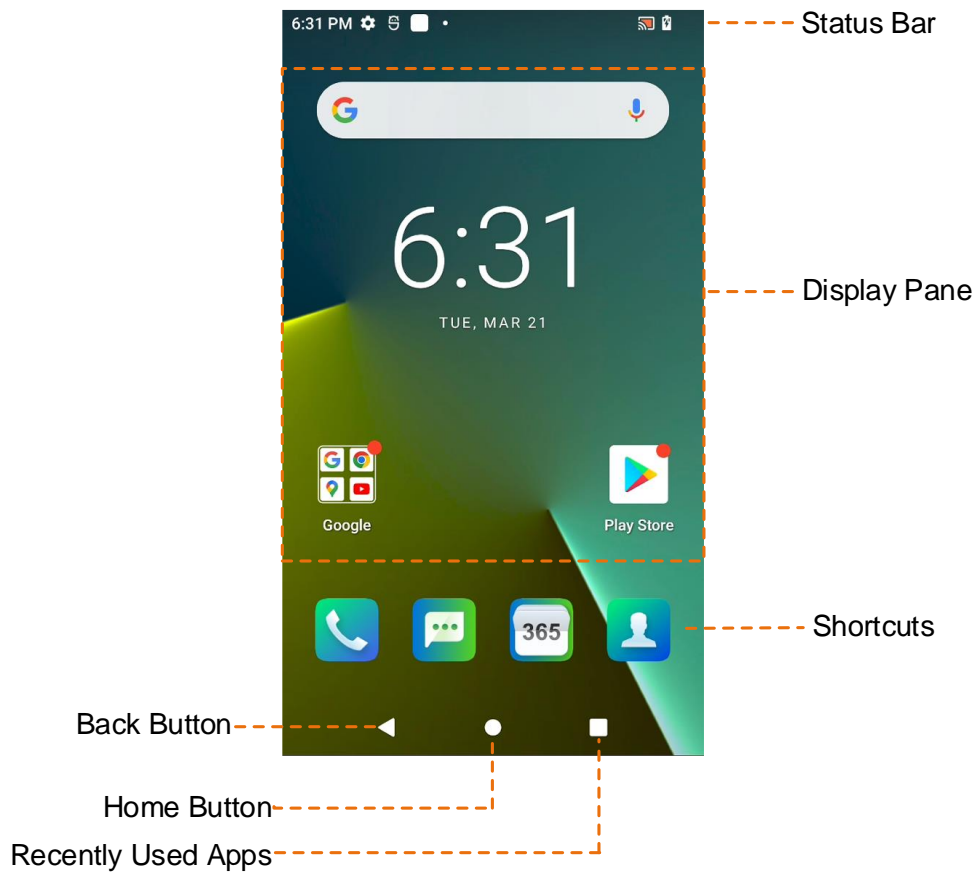 6:31 PM
Status Bar
6:31
Display Pane
TUE, MAR 21
Google
Play Store
365
Shortcuts
Back Button
Home Button
Recently Used Apps